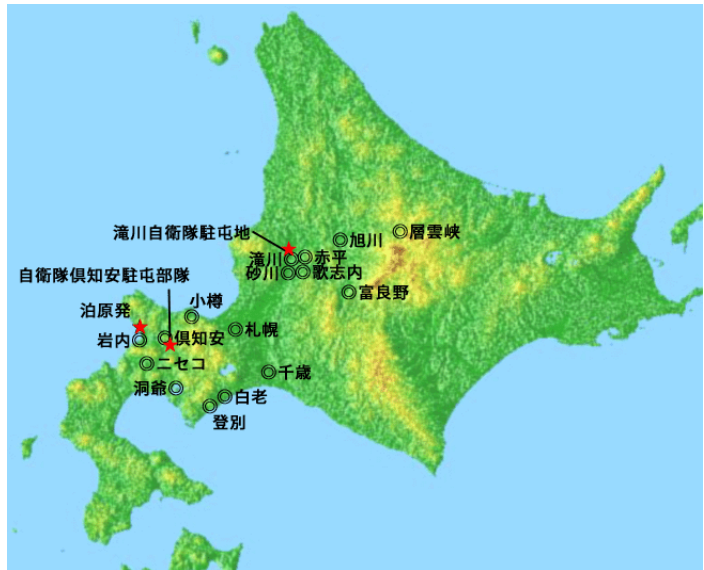 滝川自衛隊駐屯地
旭川
層雲峡
滝川
赤平
砂川
歌志内
自衛隊倶知安駐屯部隊
富良野
小樽
泊原発
札幌
岩内
倶知安
ニセコ
千歳
洞爺
白老
登別